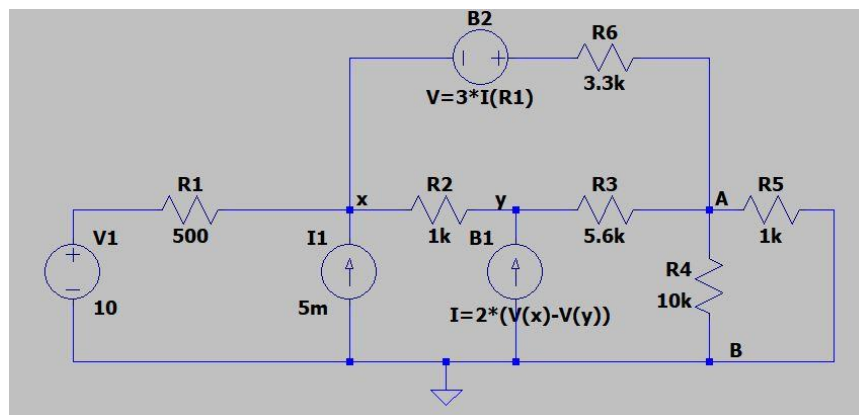 B2
R6
V=3*I(R1)
3.3k
R1
x
R2
y
R3
A
R5
V1
500
I1
1k
B1
5.6k
1k
R4
10
5m
I=2*(V(x)-V(y))
10k
B